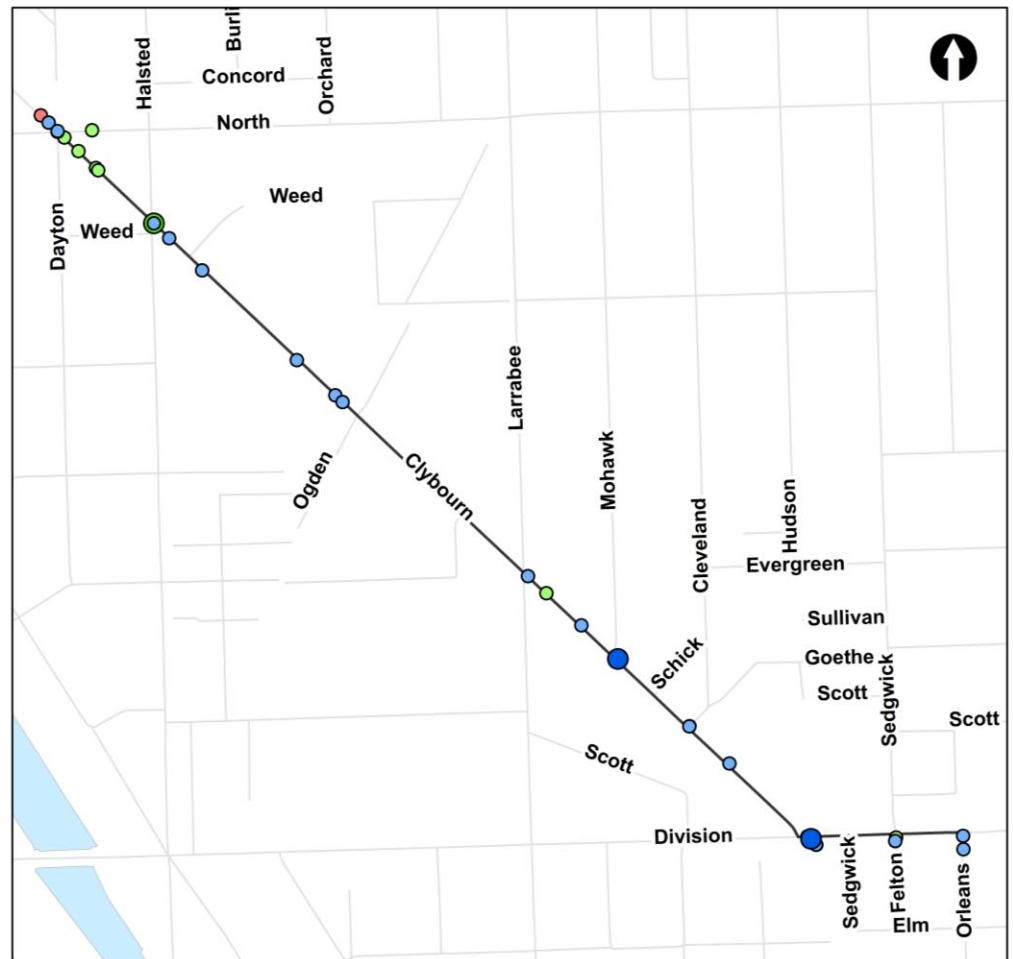 Burli
Halsted
Orchard
Concord
North
Weed
Dayton
Weed
Larrabee
Mohawk
Ogden
Clybourn
Hudson
Cleveland
Evergreen
Sullivan
Schick
Goethe
Sedgwick
Scott
Scott
Scott
Division
Sedgwick
Felton
Orleans
Elm